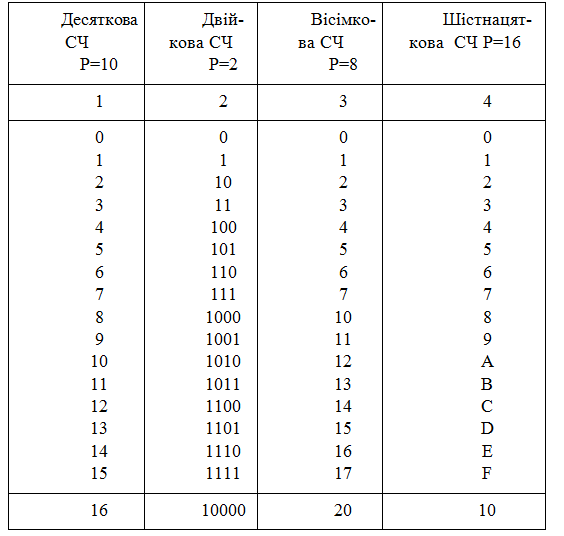 Десяткова Двій- Вісімко- Шістнацят-
СЧ кова СЧ ва СЧ кова СЧ Р=16
Р=10 Р=2 Р=8
1 2 3 4
0 0 0 0
1 1 1 1
2 10 2 2
3 11 3 3
4 100 4 4
5 101 5 5
6 110 6 6
7 111 7 7
8 1000 10 8
9 1001 11 9
10 1010 12 A
11 1011 13 B
12 1100 14 C
13 1101 15 D
14 1110 16 E
15 1111 17 F
16 10000 20 10